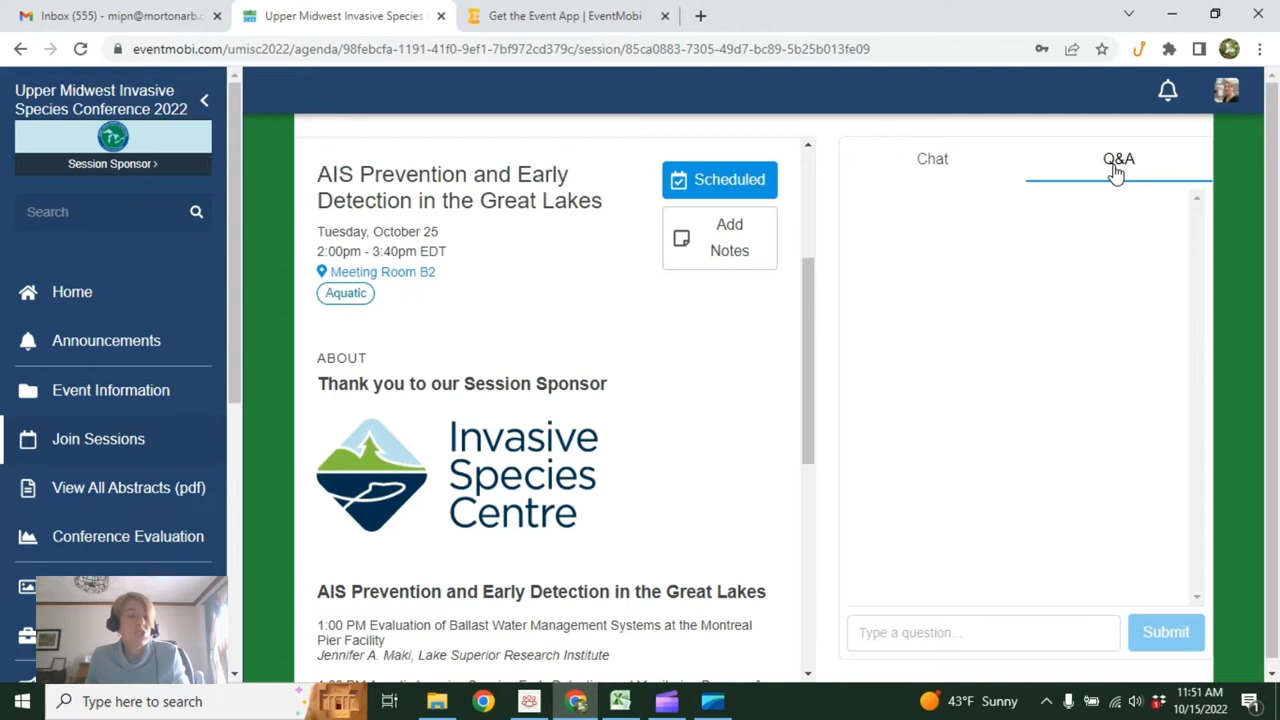 Inbox (555) - mipn@mortonarb.c
Upper Midwest Invasive Species
Get the Event App | EventMobi
eventmobi.com/umisc2022/agenda/98febcfa-1191-41f0-9ef1-7bf972cd379c/session/85ca0883-7305-49d7-bc89-5b25b013fe09
Upper Midwest Invasive
Species Conference 2022
Session Sponsor
Search
Home
Announcements
Event Information
Join Sessions
View All Abstracts (pdf)
Conference Evaluation
AIS Prevention and Early
Detection in the Great Lakes
Tuesday, October 25
2:00pm - 3:40pm EDT
Meeting Room B2
Aquatic
Scheduled
Add
Notes
ABOUT
Thank you to our Session Sponsor
Invasive
Species
Centre
AIS Prevention and Early Detection in the Great Lakes
1:00 PM Evaluation of Ballast Water Management Systems at the Montreal
Pier Facility
Jennifer A. Maki, Lake Superior Research Institute
Chat
Q&A
Type a question...
Submit
Type here to search
43°F Sunny
11:51 AM
10/15/2022